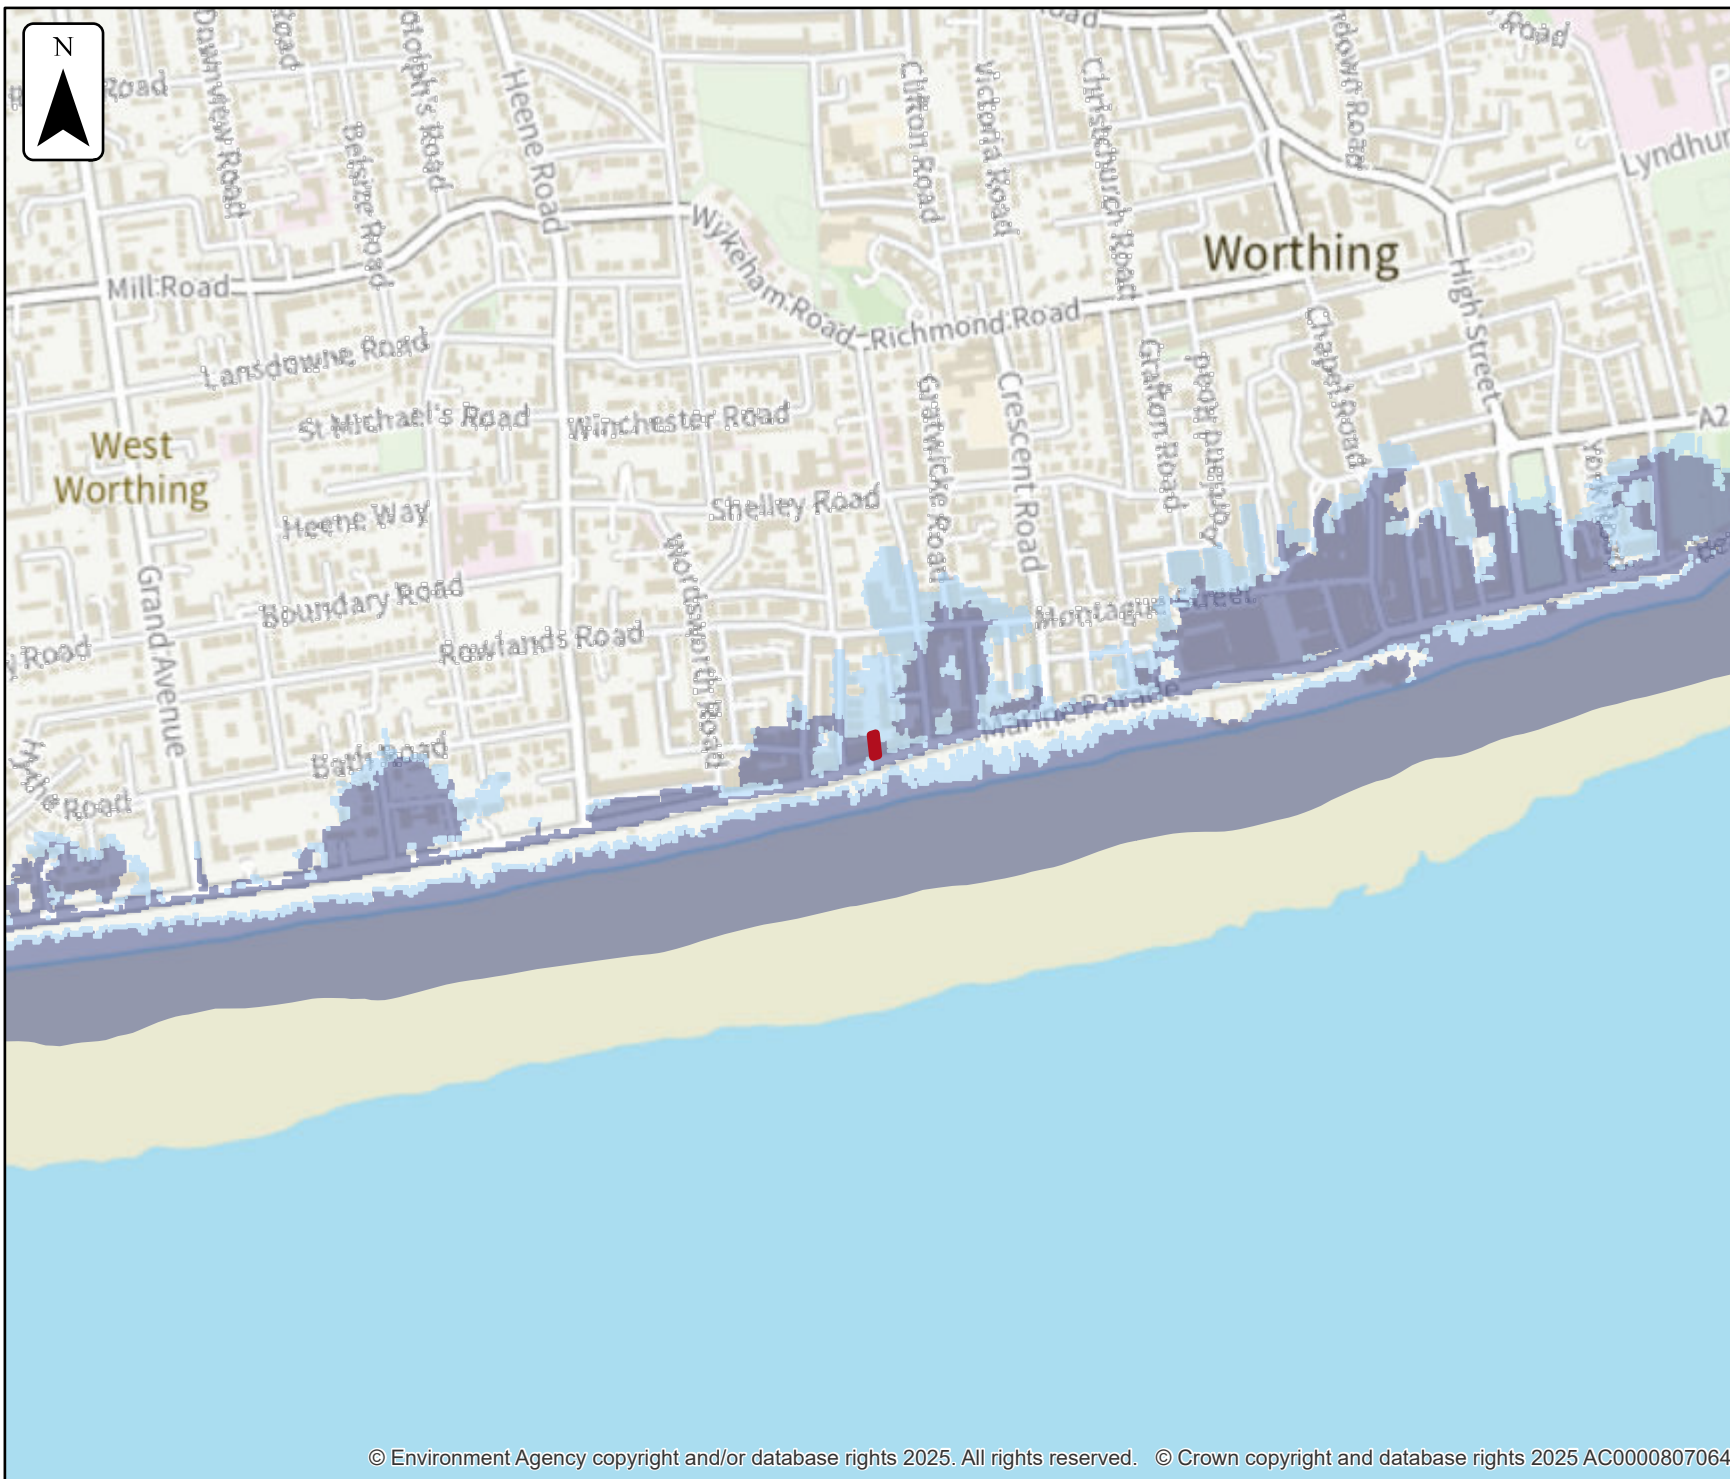 N
Road
Road
Downview Road
Road
Belsize Road
Heene Road
Clifton Road
Victoria Road
Christchurch Road
Road
Lyndhu
Wykeham Road
Richmond Road
Worthing
Mill Road
Lansdowne Road
St Michael's Road
Winchester Road
West
Worthing
Heene Way
Shelley Road
Gratwicke Road
Crescent Road
Grafton Road
Portland Road
Chapel Road
High Street
A2
York Road
Grand Avenue
Boundary Road
Rowlands Road
Wordsworth Road
Montague Street
Marine Parade
y Road
Bath Road
Hythe Road
© Environment Agency copyright and/or database rights 2025. All rights reserved. © Crown copyright and database rights 2025 AC0000807064